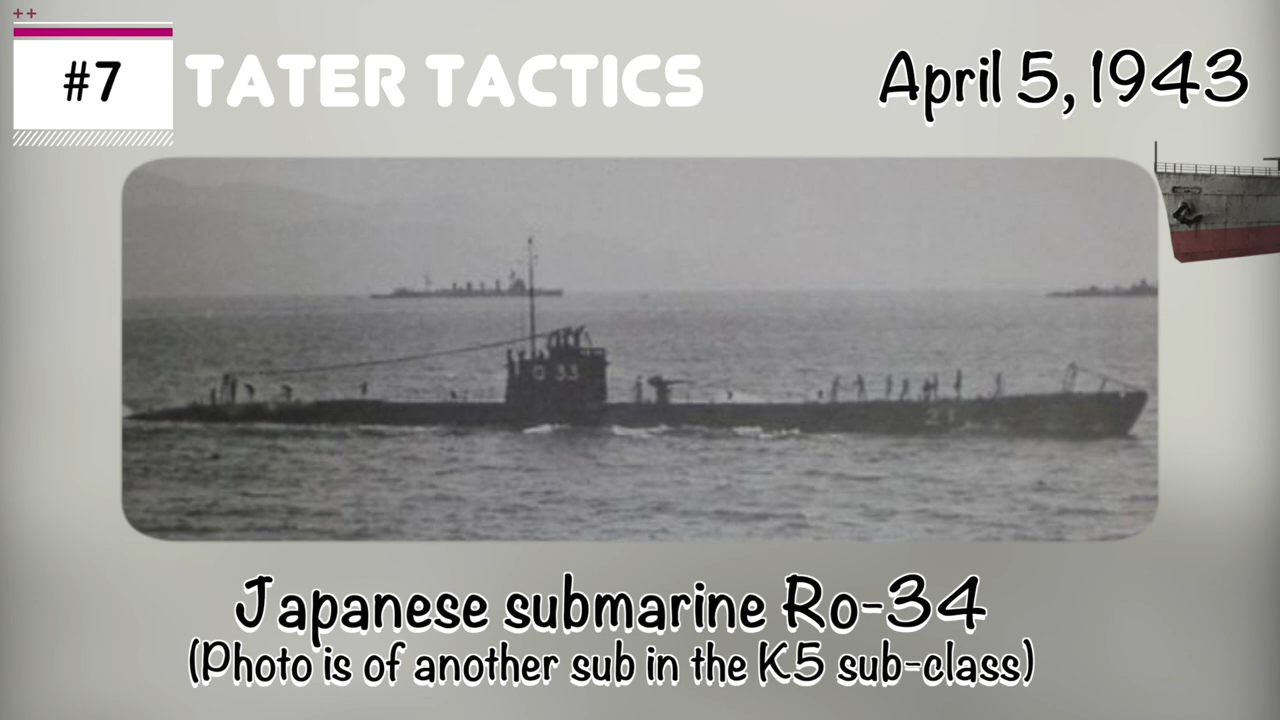 ++
#7
TATER TACTICS
April 5, 1943
33
Japanese submarine Ro-34
(Photo is of another sub in the K5 sub-class)